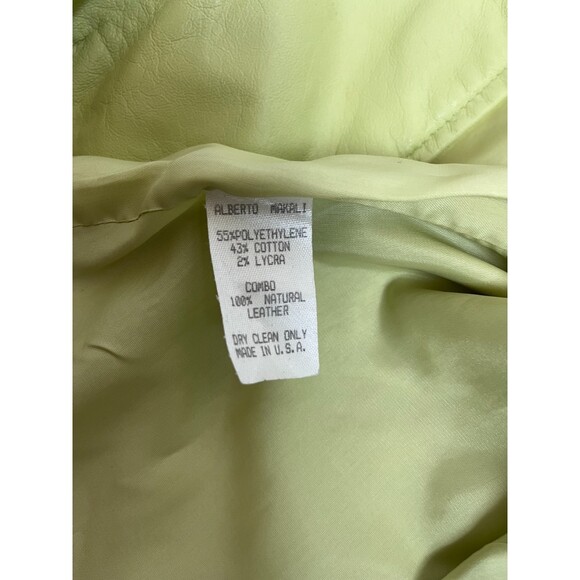 ALBERTO MAKALI
55%POLYETHYLENE
43% COTTON
2% LYCRA
COMBO
100% NATURAL
LEATHER
DRY CLEAN ONLY
MADE IN U.S.A.